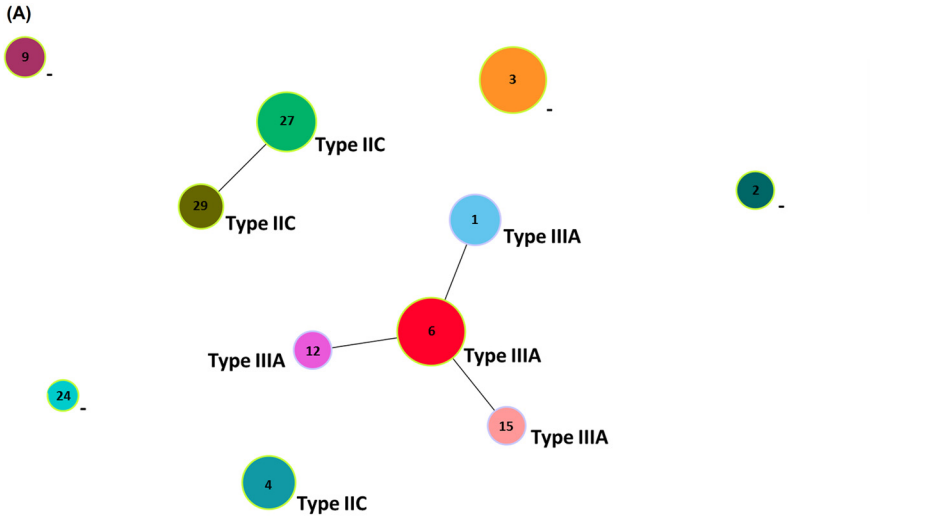 (A)
9
-
3
-
27
Type IIC
2
-
29
Type IIC
1
Type IIIA
6
Type IIIA
12
Type IIIA
24
-
15
Type IIIA
4
Type IIC